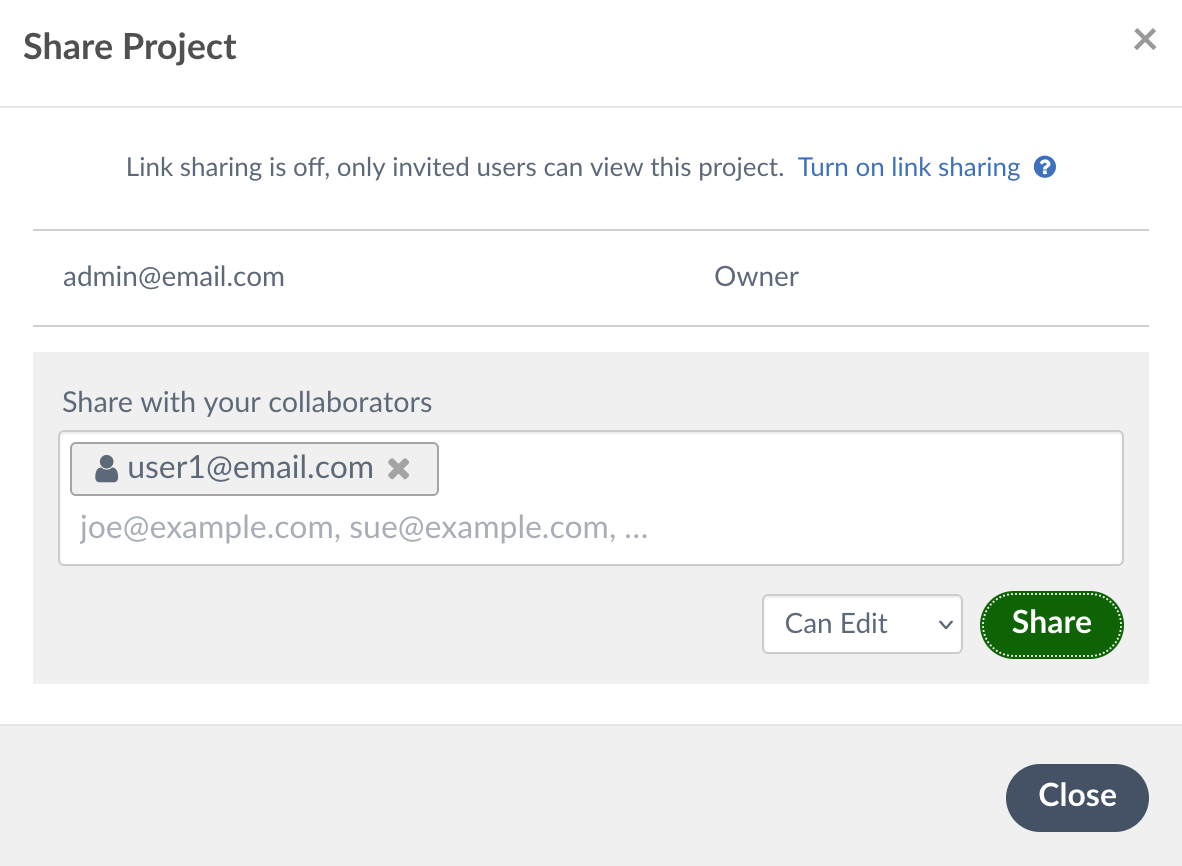 Share Project
Link sharing is off, only invited users can view this project. Turn on link sharing
admin@email.com Owner
Share with your collaborators
user1@email.com
joe@example.com, sue@example.com, ...
Can Edit Share
Close